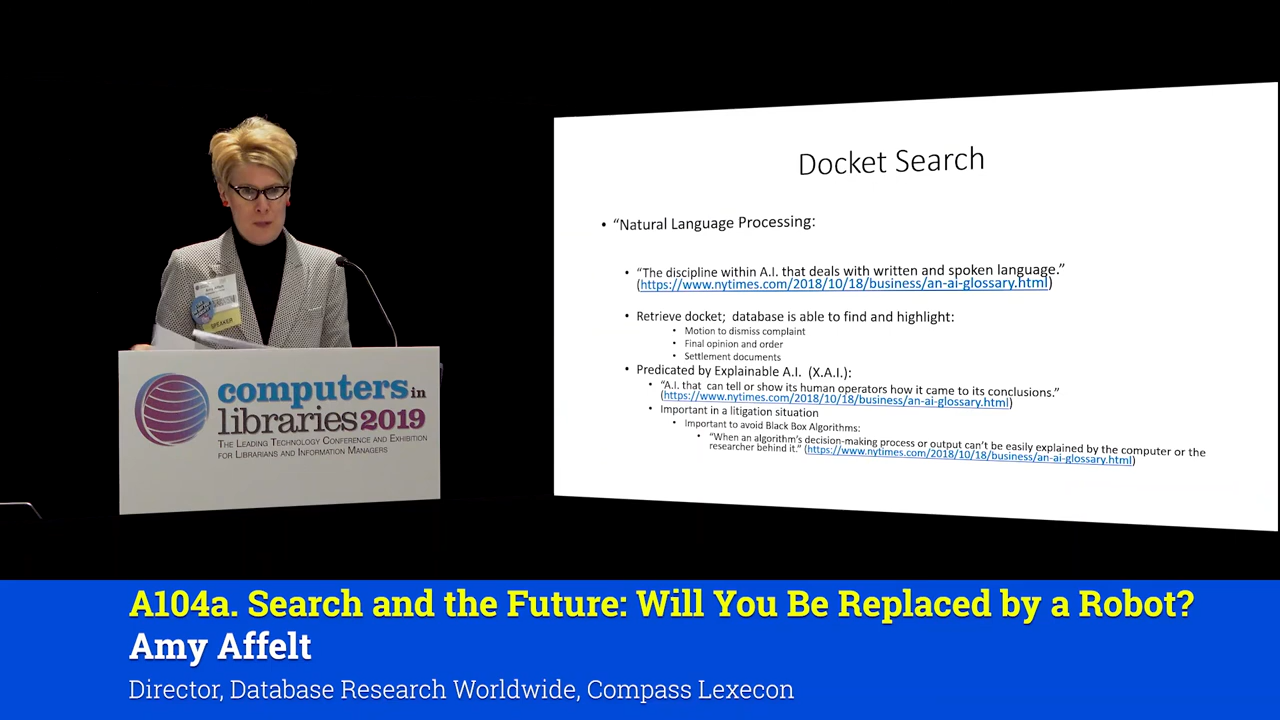 Docket Search
• “Natural Language Processing:
• “The discipline within A.I. that deals with written and spoken language.”
(https://www.nytimes.com/2018/10/18/business/an-ai-glossary.html)
• Retrieve docket; database is able to find and highlight:
• Motion to dismiss complaint
• Final opinion and order
• Settlement documents
• Predicated by Explainable A.I. (X.A.I.):
• “A.I. that can tell or show its human operators how it came to its conclusions.”
(https://www.nytimes.com/2018/10/18/business/an-ai-glossary.html)
• Important in a litigation situation
• Important to avoid Black Box Algorithms:
• “When an algorithm’s decision-making process or output can’t be easily explained by the computer or the
researcher behind it.” (https://www.nytimes.com/2018/10/18/business/an-ai-glossary.html)
SPEAKER
computers in
libraries 2019
The Leading Technology Conference and Exhibition
for Librarians and Information Managers
A104a. Search and the Future: Will You Be Replaced by a Robot?
Amy Affelt
Director, Database Research Worldwide, Compass Lexecon